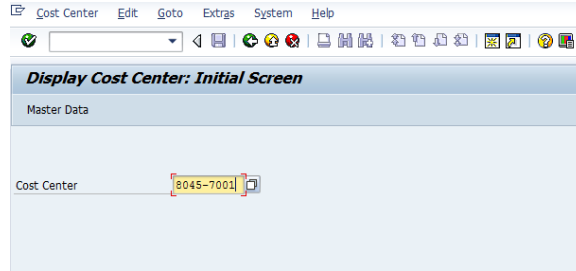 Cost Center Edit Goto Extras System Help
Display Cost Center: Initial Screen
Master Data
Cost Center 8045-7001